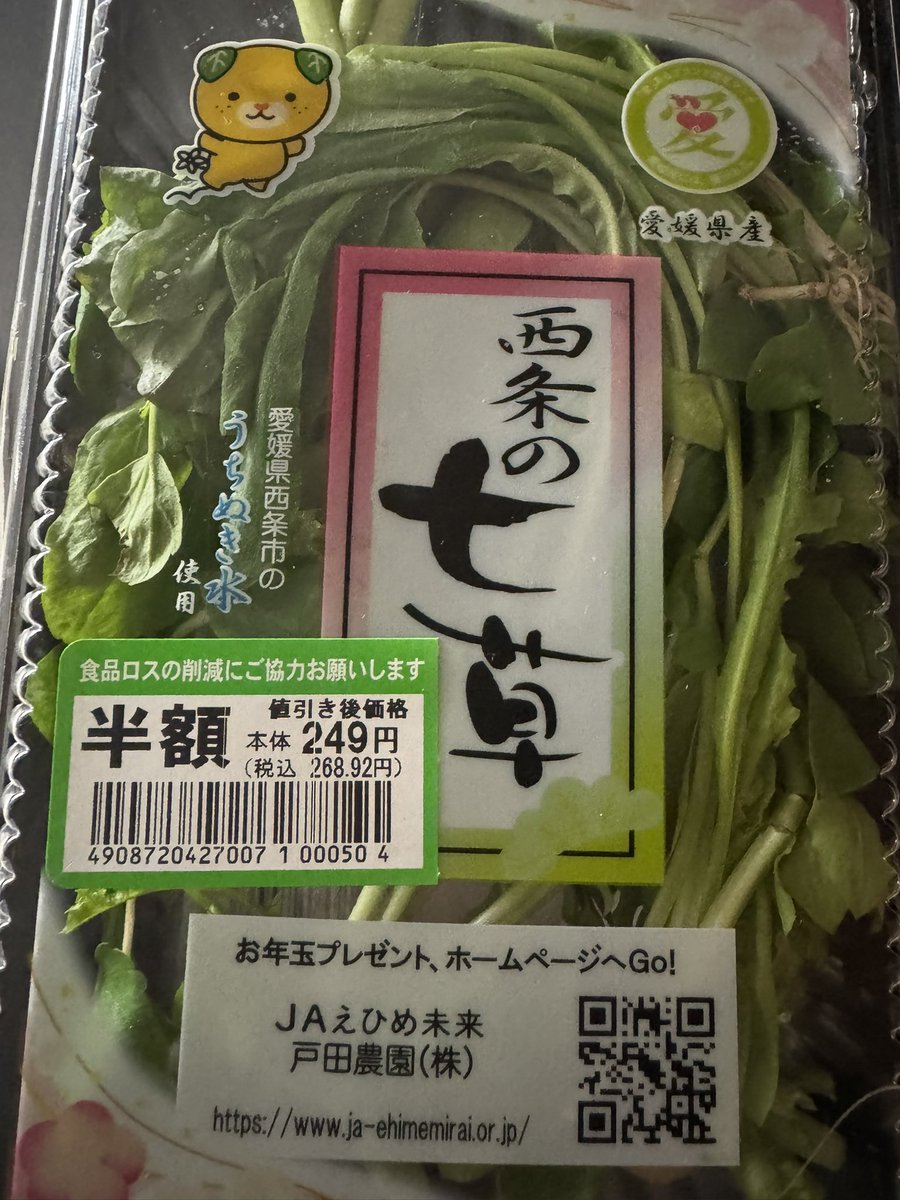 愛
愛媛県産
西条の
七草
愛媛県西条市の
うちぬき水
使用
食品ロスの削減にご協力お願いします
半額
値引き後価格
本体 249円
(税込 268.92円)
4908720427007 1 00050 4
お年玉プレゼント、ホームページへGo!
JAえひめ未来
戸田農園(株)
https://www.ja-ehimemirai.or.jp/